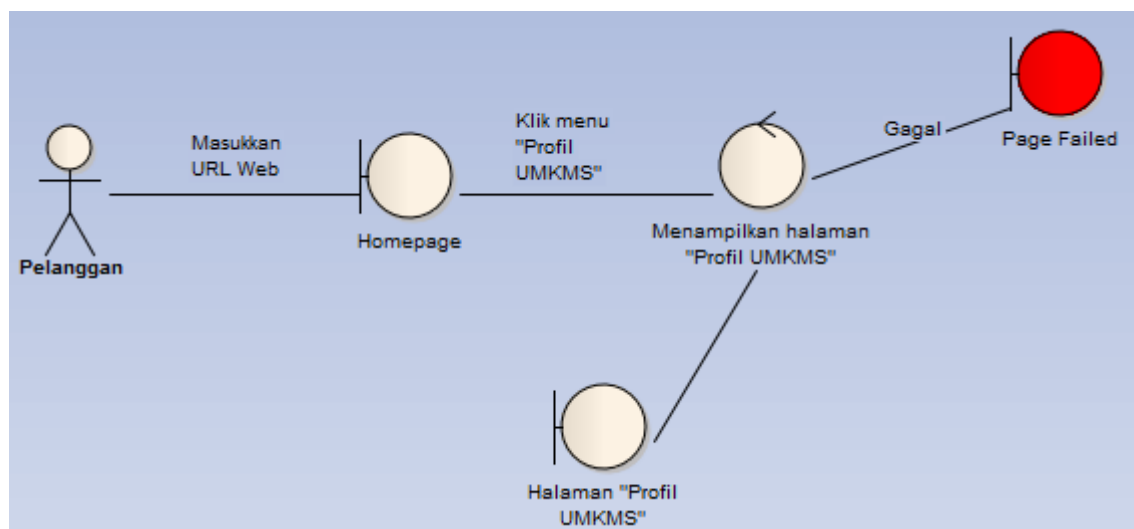 Masukkan
URL Web
Klik menu
"Profil
UMKMS"
Gagal
Page Failed
Pelanggan
Homepage
Menampilkan halaman
"Profil UMKMS"
Halaman "Profil
UMKMS"